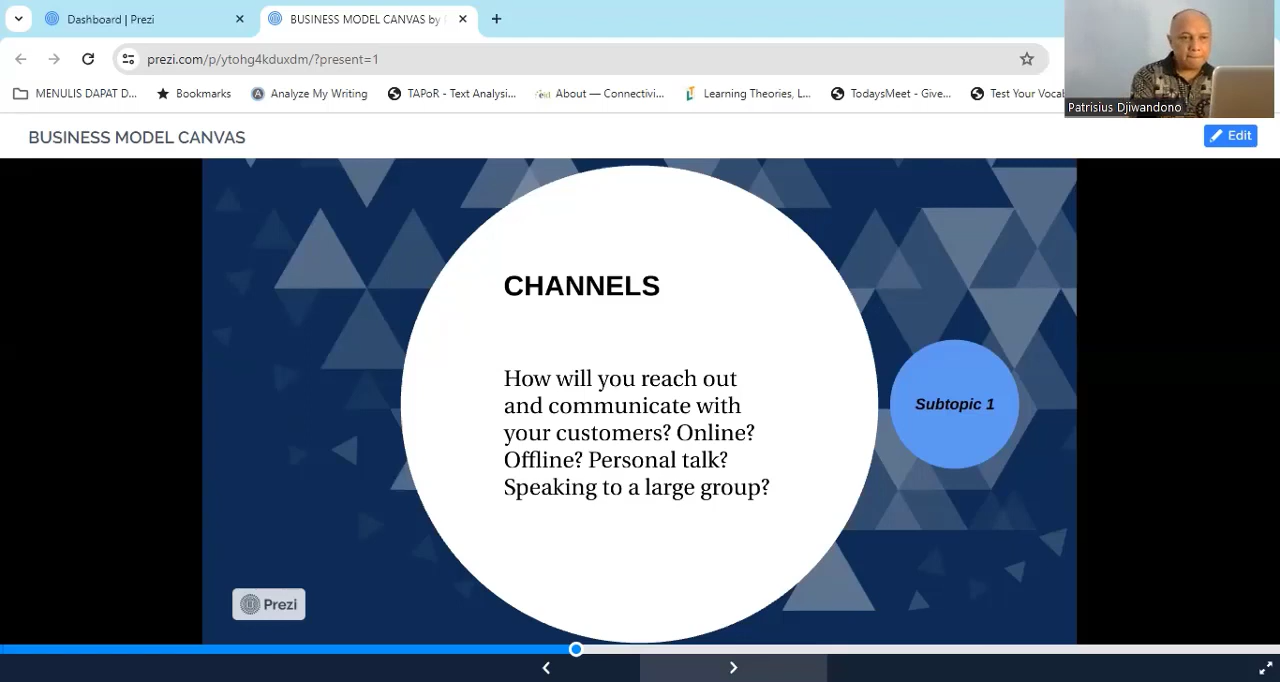 Dashboard | Prezi
BUSINESS MODEL CANVAS by
prezi.com/p/ytohg4kduxdm/?present=1
MENULIS DAPAT D...
Bookmarks
Analyze My Writing
TAPoR - Text Analysi...
About — Connectivi...
Learning Theories, L...
TodaysMeet - Give...
Test Your Vocab
Patrisius Djiwandono
BUSINESS MODEL CANVAS
Edit
CHANNELS
How will you reach out
and communicate with
your customers? Online?
Offline? Personal talk?
Speaking to a large group?
Subtopic 1
Prezi